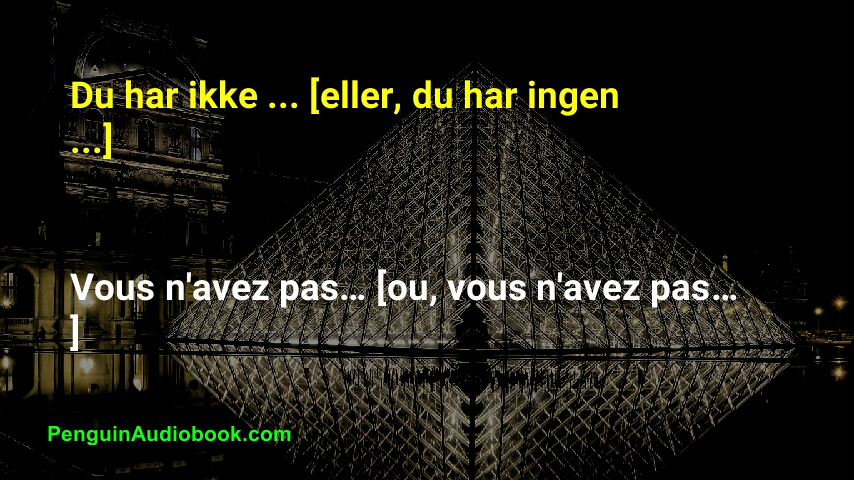 Du har ikke ... [eller, du har ingen
...]
Vous n'avez pas... [ou, vous n'avez pas...
]
PenguinAudiobook.com